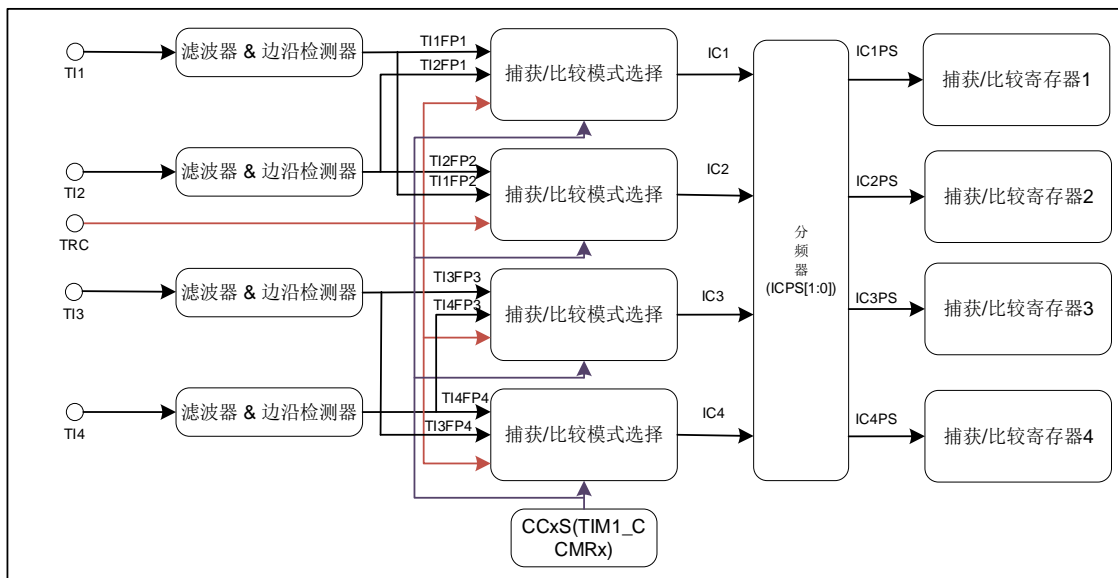 TI1
滤波器 & 边沿检测器
TI1FP1
TI2FP1
捕获/比较模式选择
IC1
IC1PS
捕获/比较寄存器1
TI2
滤波器 & 边沿检测器
TI2FP2
TI1FP2
捕获/比较模式选择
IC2
IC2PS
捕获/比较寄存器2
TRC
分
频
器
(ICPS[1:0])
TI3
滤波器 & 边沿检测器
TI3FP3
TI4FP3
捕获/比较模式选择
IC3
IC3PS
捕获/比较寄存器3
TI4
滤波器 & 边沿检测器
TI4FP4
TI3FP4
捕获/比较模式选择
IC4
IC4PS
捕获/比较寄存器4
CCxS(TIM1_C
CMRx)